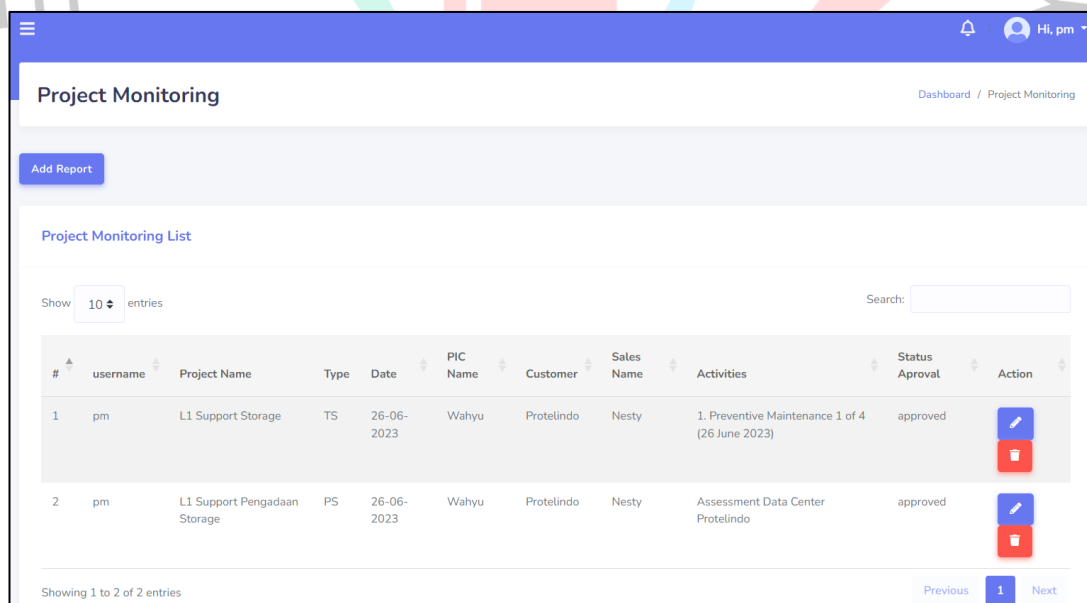 Hi, pm
Project Monitoring
Dashboard / Project Monitoring
Add Report
Project Monitoring List
Show 10 entries
Search:
# username Project Name Type Date PIC Name Customer Sales Name Activities Status Aproval Action
1 pm L1 Support Storage TS 26-06-2023 Wahyu Protelindo Nesty 1. Preventive Maintenance 1 of 4 (26 June 2023) approved
2 pm L1 Support Pengadaan Storage PS 26-06-2023 Wahyu Protelindo Nesty Assessment Data Center Protelindo approved
Showing 1 to 2 of 2 entries
Previous 1 Next